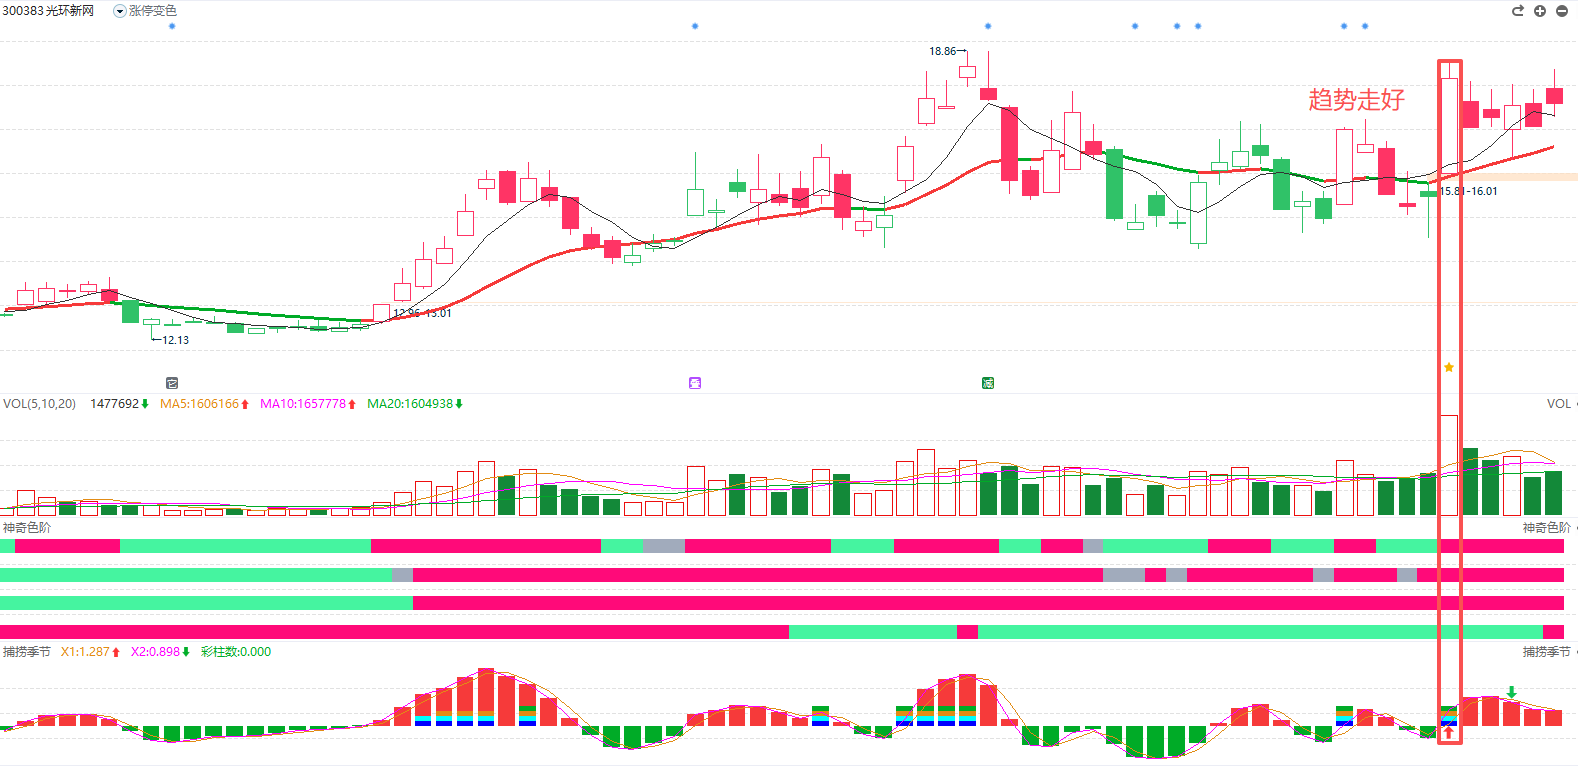 300383 光环新网 涨停变色
18.86
趋势走好
15.81-16.01
12.96-13.01
12.13
它 叠 减
VOL(5,10,20) 1477692 MA5:1606166 MA10:1657778 MA20:1604938 VOL
神奇色阶 神奇色阶
捕捞季节 X1:1.287 X2:0.898 彩柱数:0.000 捕捞季节